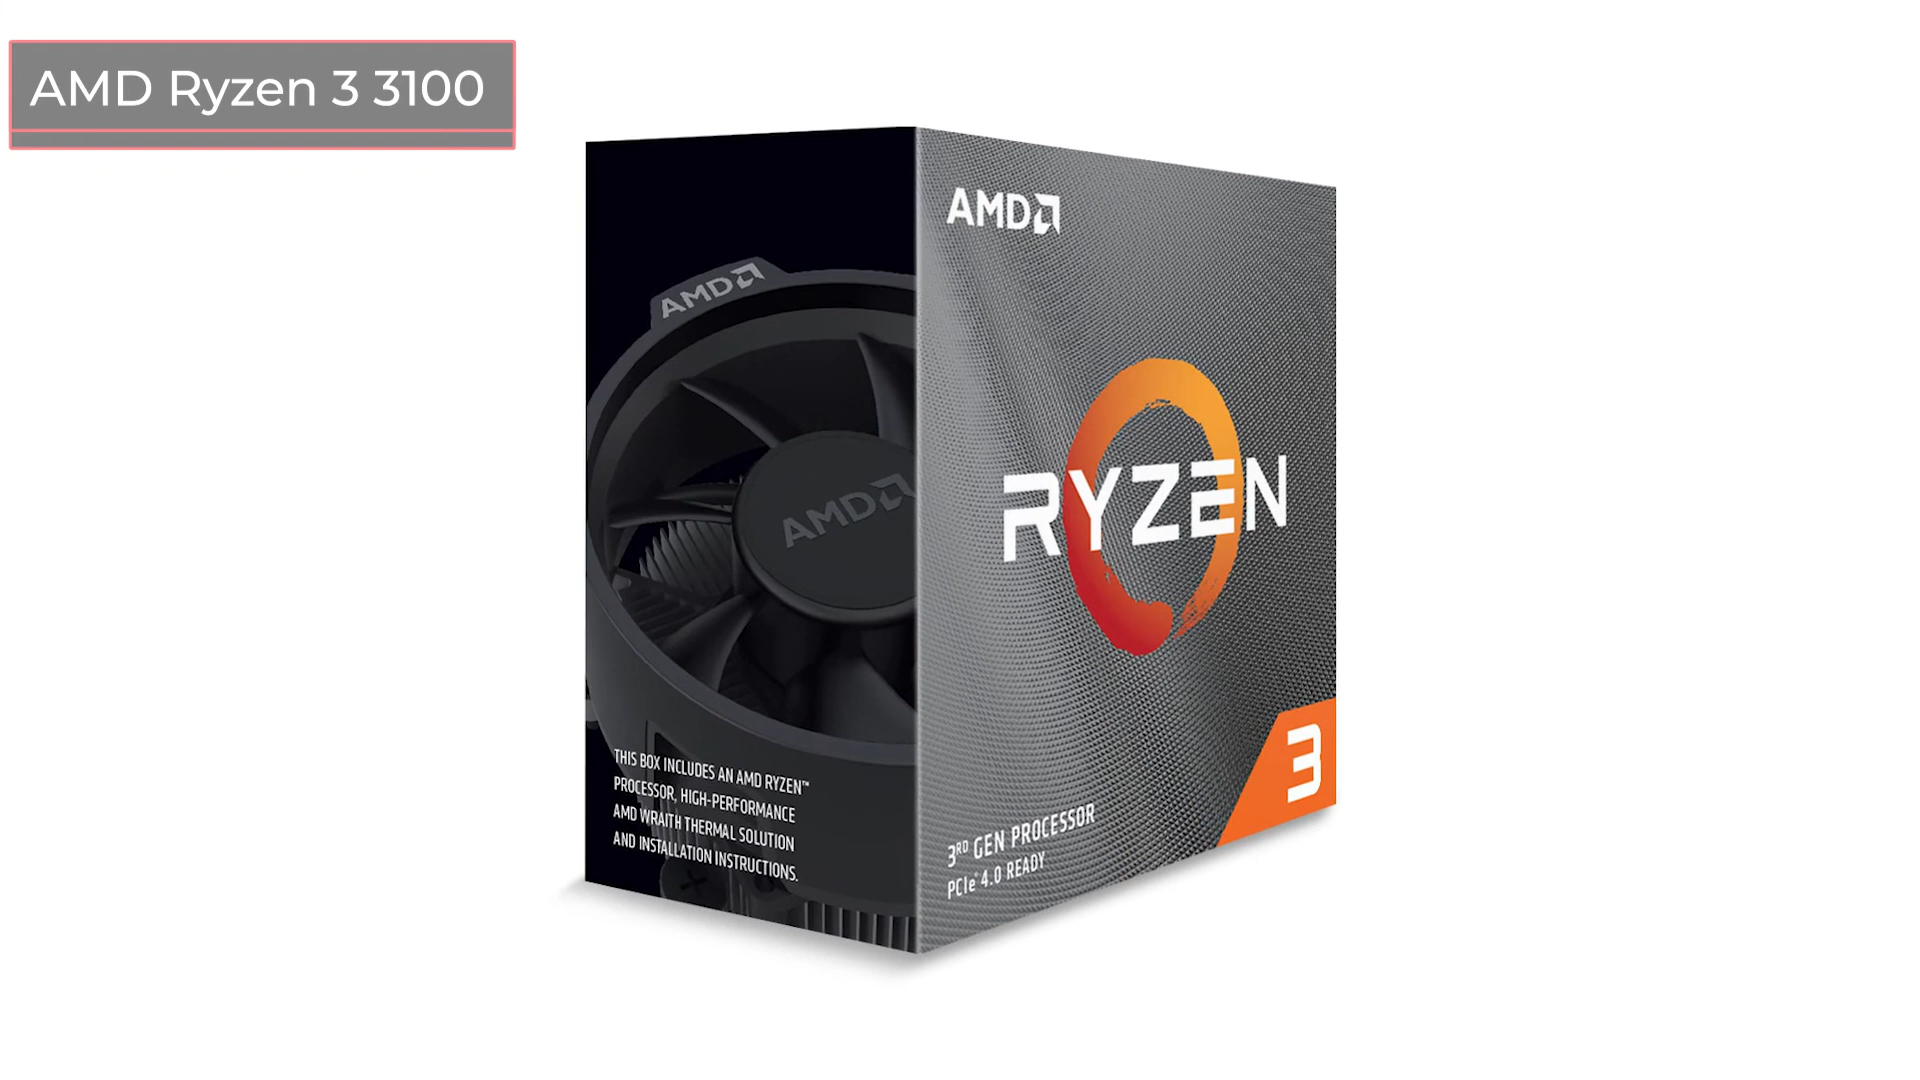 AMD Ryzen 3 3100
AMD
AMD
AMD
RYZEN
3
THIS BOX INCLUDES AN AMD RYZEN™
PROCESSOR, HIGH-PERFORMANCE
AMD WRAITH THERMAL SOLUTION
AND INSTALLATION INSTRUCTIONS.
3RD GEN PROCESSOR
PCIe® 4.0 READY